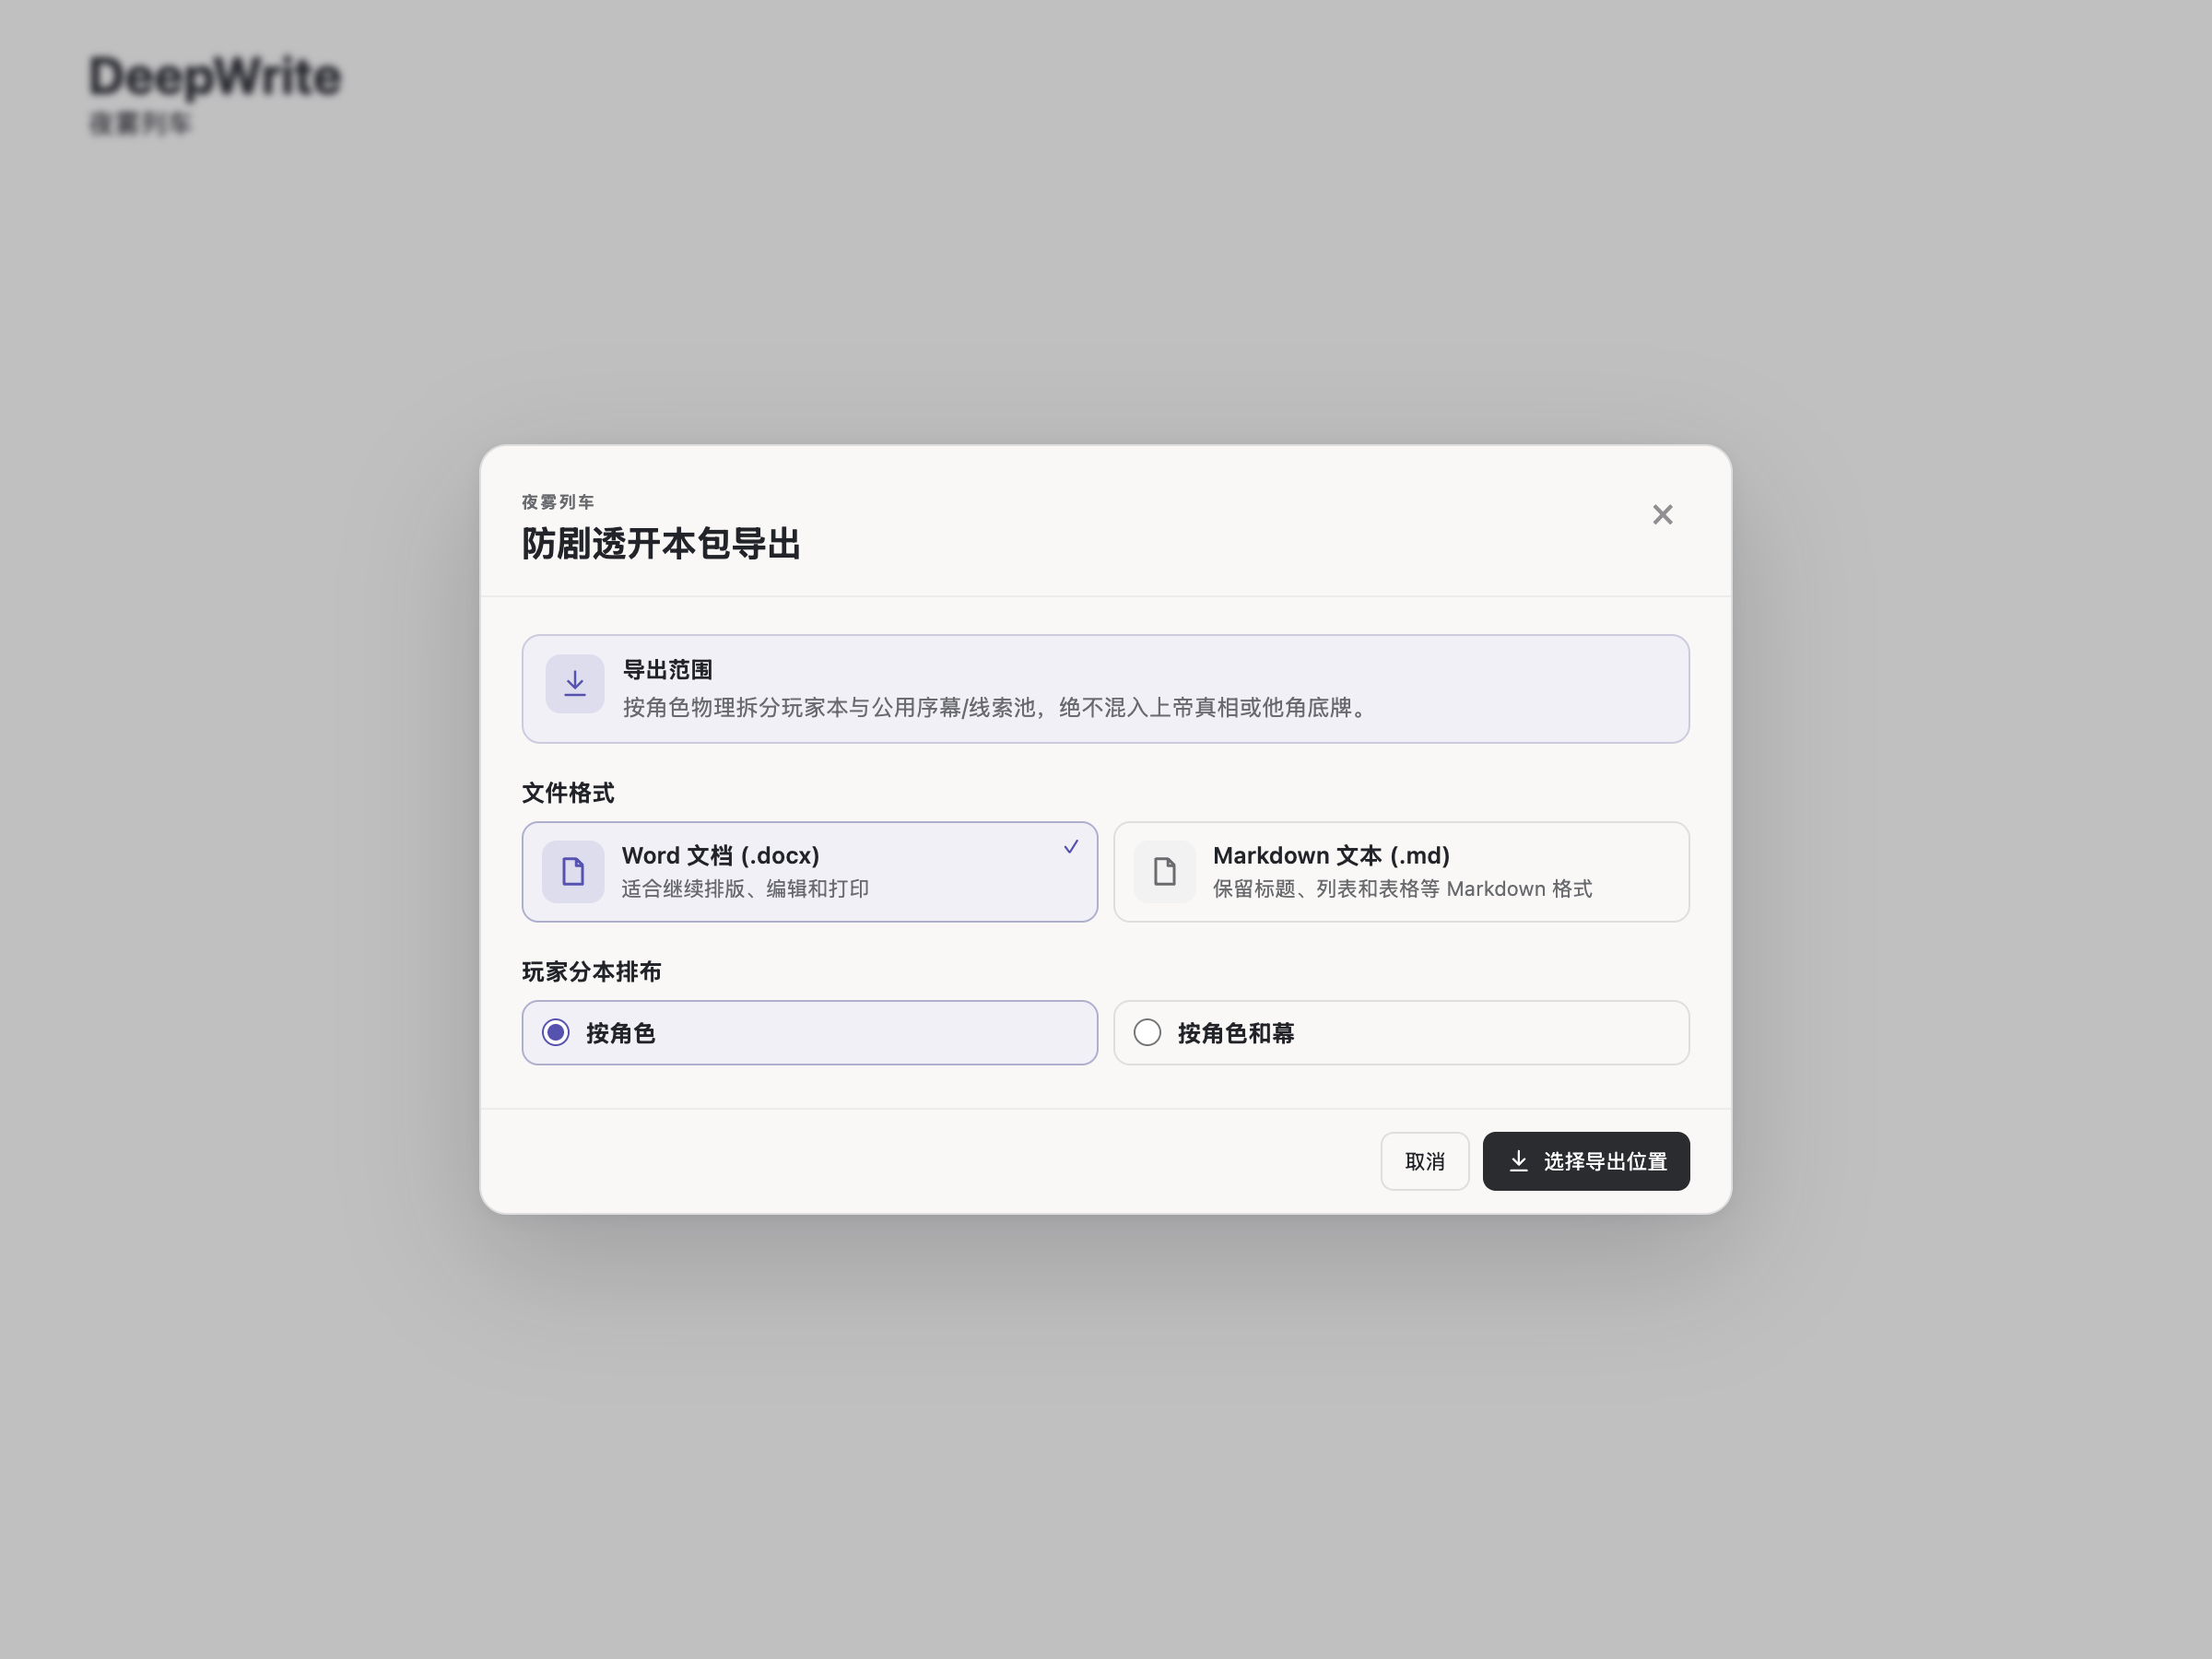 DeepWrite
夜雾列车
夜雾列车
防剧透开本包导出
导出范围
按角色物理拆分玩家本与公用序幕/线索池，绝不混入上帝真相或他角底牌。
文件格式
Word 文档 (.docx)
适合继续排版、编辑和打印
Markdown 文本 (.md)
保留标题、列表和表格等 Markdown 格式
玩家分本排布
按角色
按角色和幕
取消
选择导出位置